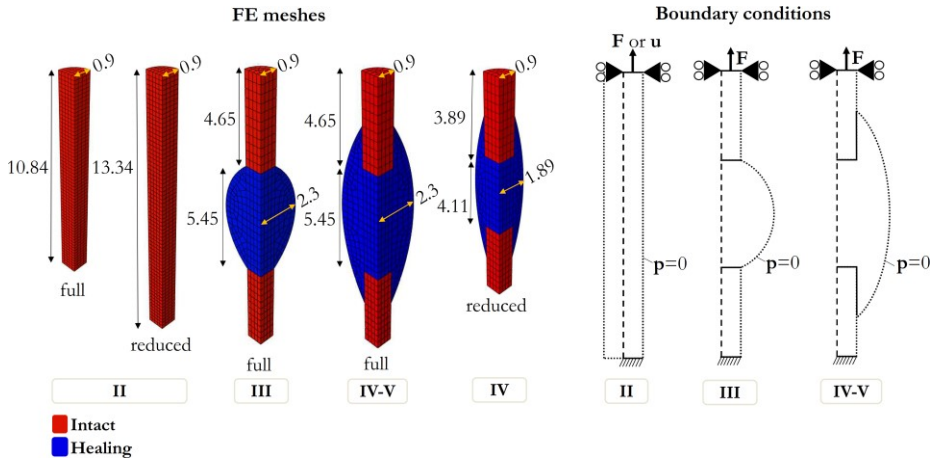 FE meshes
Boundary conditions
0.9
0.9
0.9
0.9
0.9
F or u
F
F
10.84
13.34
4.65
4.65
3.89
5.45
2.3
5.45
2.3
4.11
1.89
p=0
p=0
p=0
full
reduced
full
full
reduced
II
III
IV-V
IV
II
III
IV-V
Intact
Healing